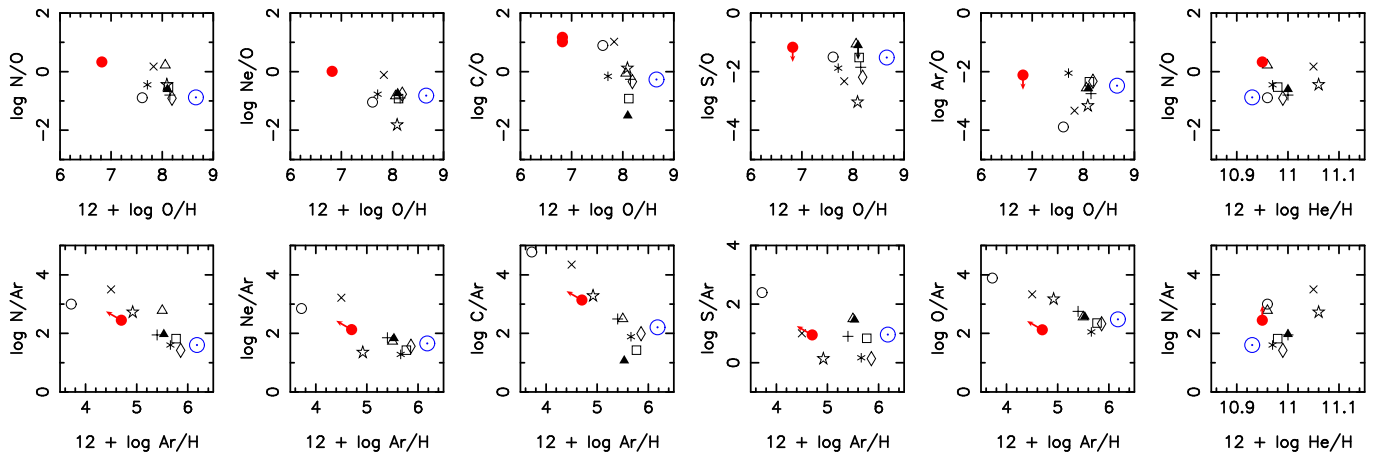 log N/O 2 0 −2 6 7 8 9 12 + log O/H
log Ne/O 2 0 −2 6 7 8 9 12 + log O/H
log C/O 2 0 −2 6 7 8 9 12 + log O/H
log S/O 0 −2 −4 6 7 8 9 12 + log O/H
log Ar/O 0 −2 −4 6 7 8 9 12 + log O/H
log N/O 2 0 −2 10.9 11 11.1 12 + log He/H
log N/Ar 4 2 0 4 5 6 12 + log Ar/H
log Ne/Ar 4 2 0 4 5 6 12 + log Ar/H
log C/Ar 4 2 0 4 5 6 12 + log Ar/H
log S/Ar 4 2 0 4 5 6 12 + log Ar/H
log O/Ar 4 2 0 4 5 6 12 + log Ar/H
log N/Ar 4 2 0 10.9 11 11.1 12 + log He/H